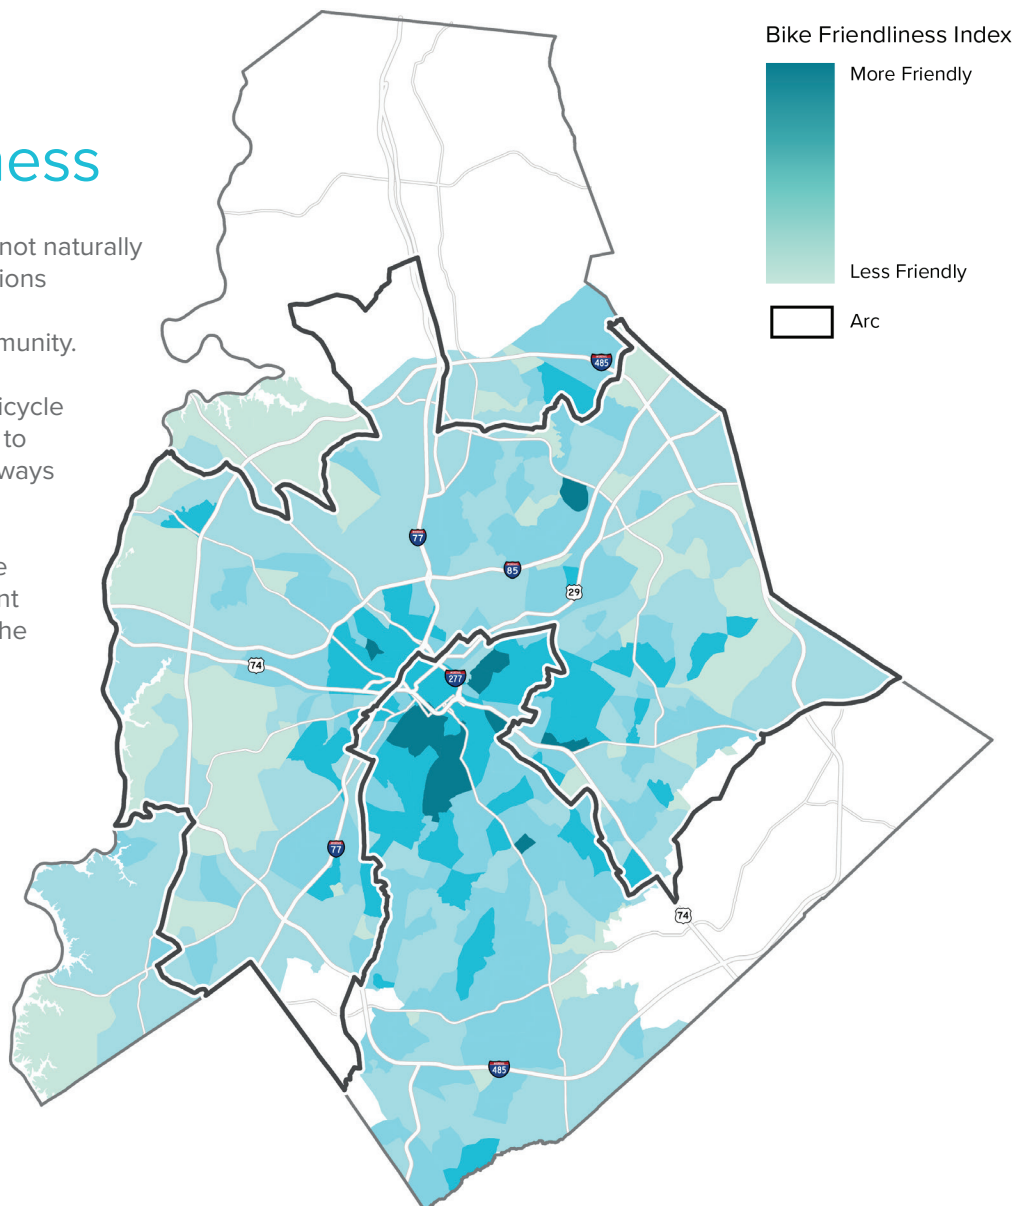 ness
not naturally
ions
munity.
icycle
to
ways
e
nt
he
Bike Friendliness Index
More Friendly
Less Friendly
Arc
485
77
85
29
74
277
77
74
485